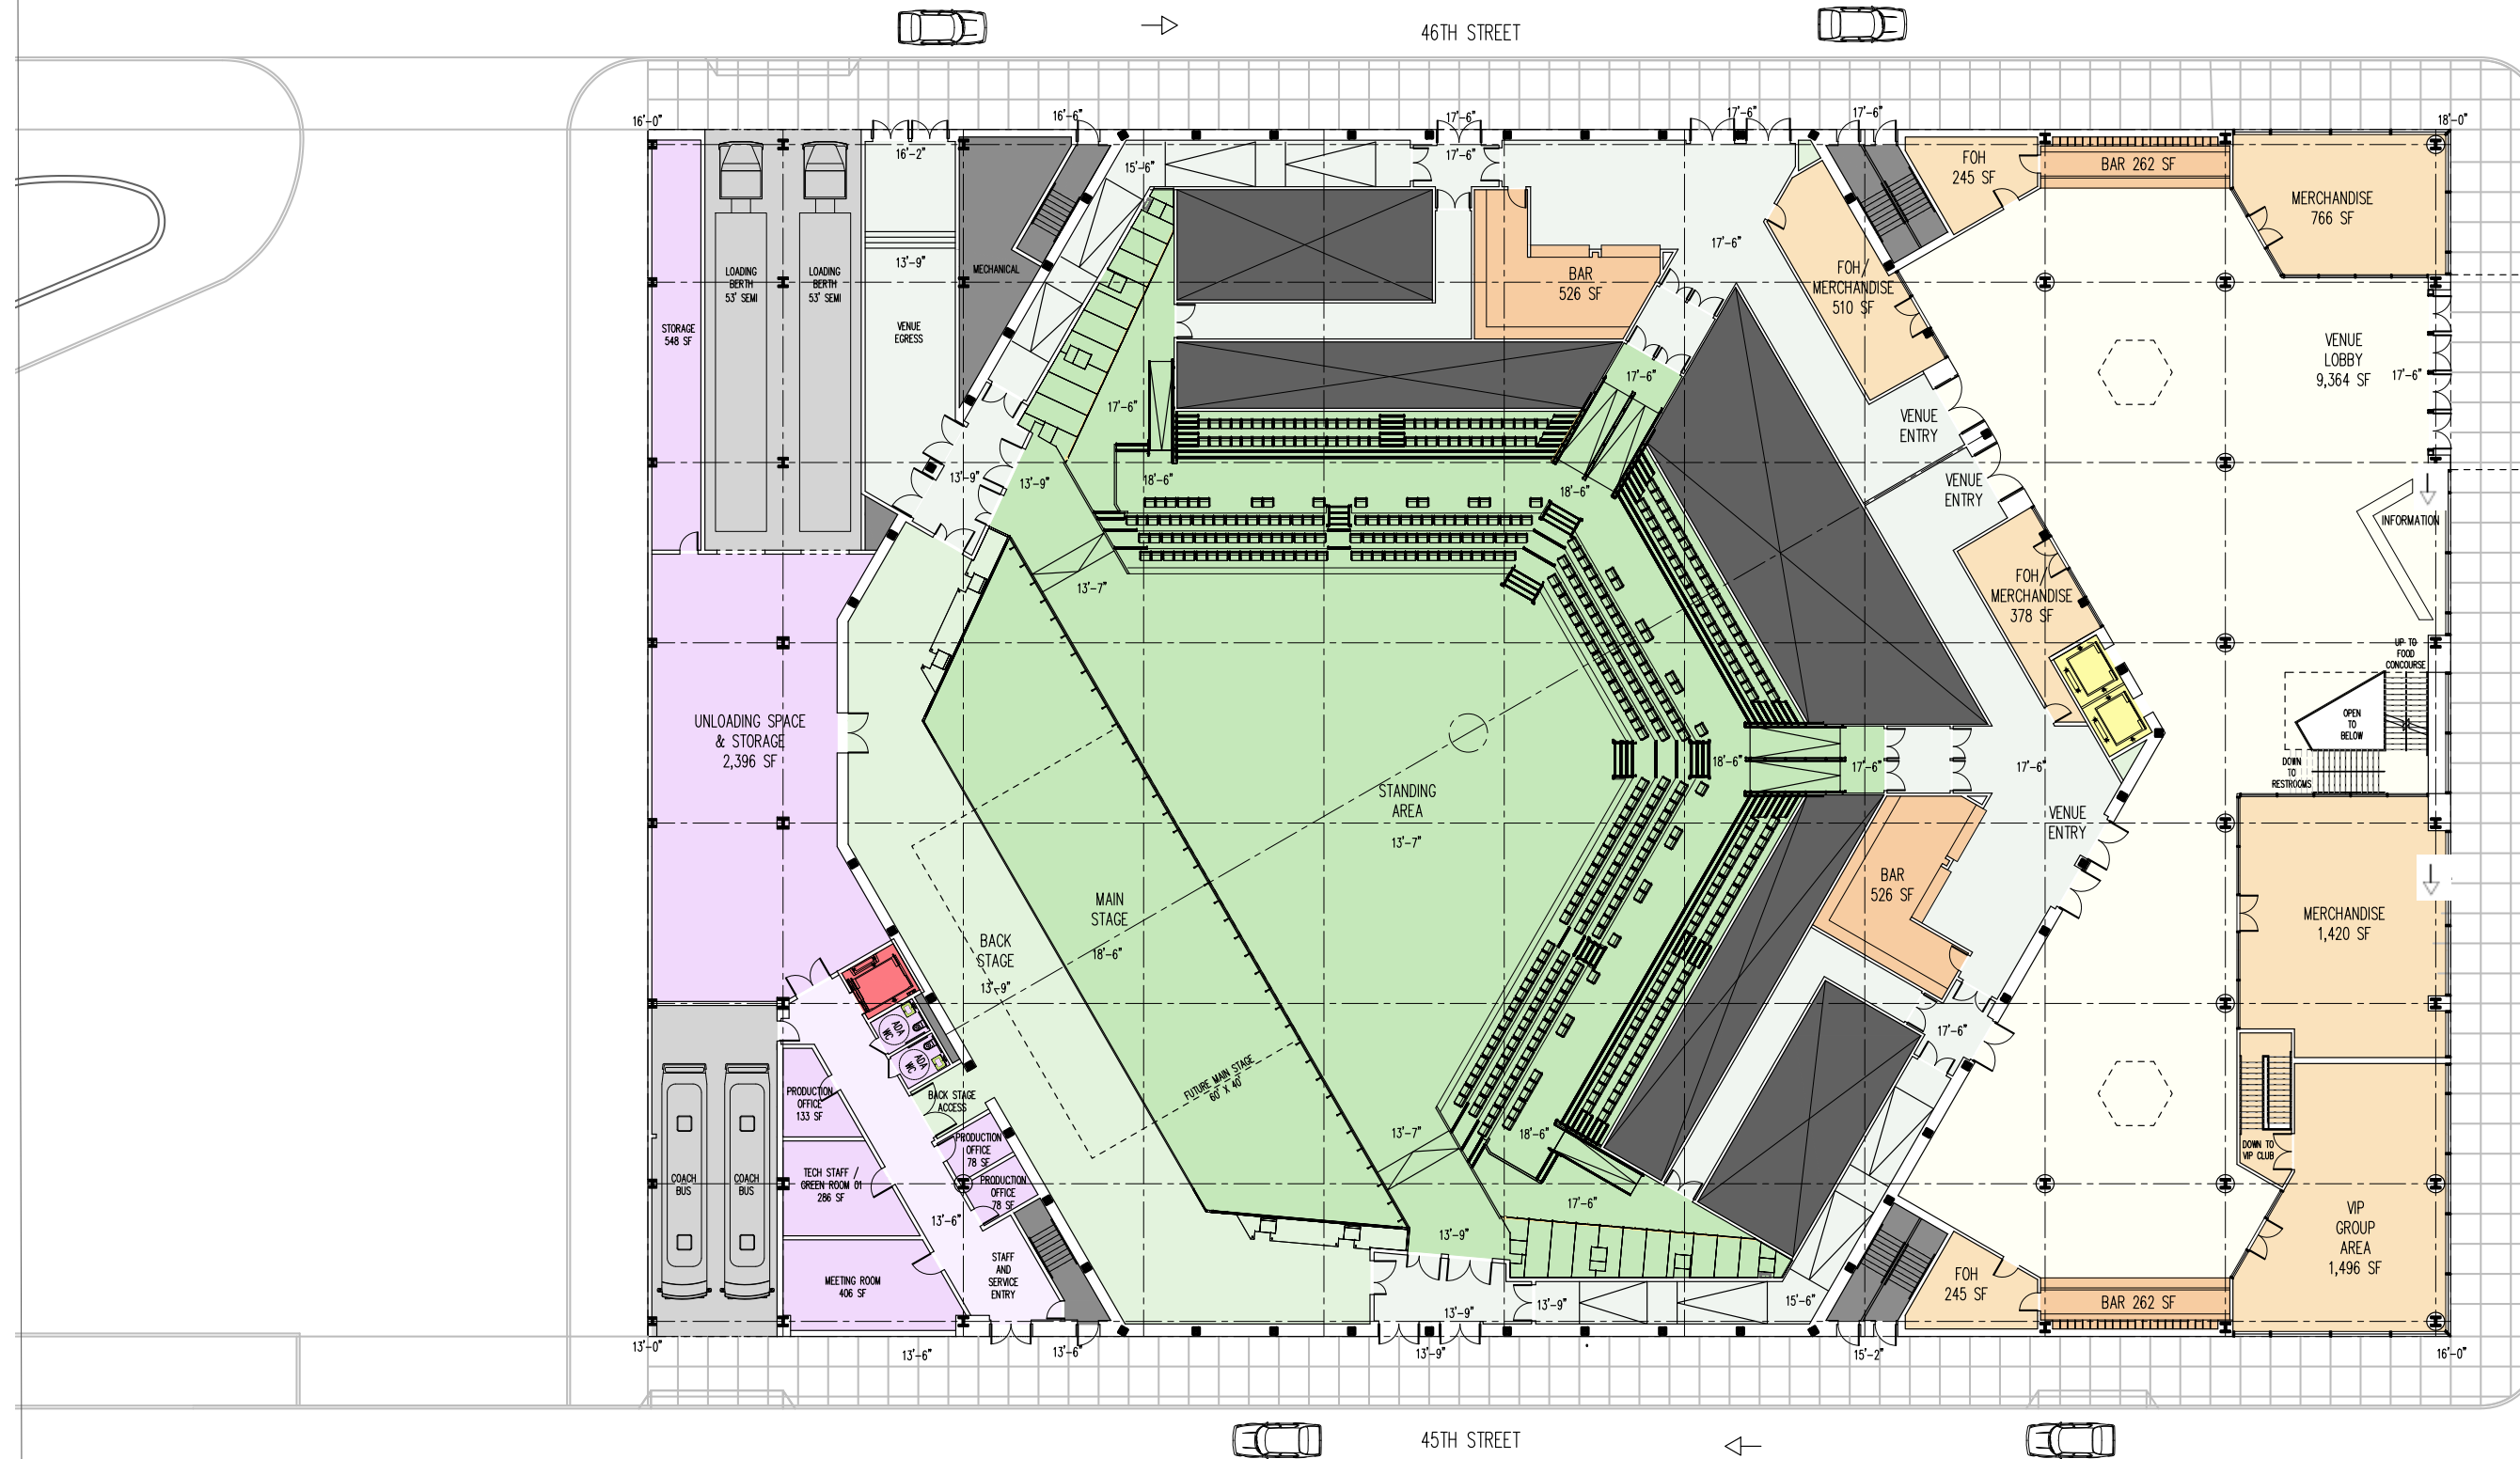 46TH STREET
16'-0"
16'-6"
17'-6"
17'-6"
17'-6"
18'-0"
16'-2"
15'-6"
17'-6"
FOH
245 SF
BAR 262 SF
MERCHANDISE
766 SF
LOADING
BERTH
53' SEMI
LOADING
BERTH
53' SEMI
13'-9"
MECHANICAL
BAR
526 SF
17'-6"
FOH/
MERCHANDISE
510 SF
STORAGE
548 SF
VENUE
EGRESS
VENUE
LOBBY
9,364 SF
17'-6"
17'-6"
17'-6"
VENUE
ENTRY
13'-9"
13'-9"
18'-6"
18'-6"
VENUE
ENTRY
INFORMATION
13'-7"
FOH/
MERCHANDISE
378 SF
UP TO
FOOD
CONCOURSE
OPEN
TO
BELOW
DOWN
TO
RESTROOMS
UNLOADING SPACE
& STORAGE
2,396 SF
18'-6"
17'-6"
17'-6"
STANDING
AREA
13'-7"
VENUE
ENTRY
BAR
526 SF
MERCHANDISE
1,420 SF
MAIN
STAGE
18'-6"
BACK
STAGE
13'-9"
ADA
WC
ADA
WC
17'-6"
FUTURE MAIN STAGE
60' X 40'
BACK STAGE
ACCESS
PRODUCTION
OFFICE
133 SF
PRODUCTION
OFFICE
78 SF
PRODUCTION
OFFICE
78 SF
13'-7"
18'-6"
DOWN TO
VIP CLUB
COACH
BUS
COACH
BUS
TECH STAFF /
GREEN ROOM 01
286 SF
17'-6"
13'-6"
13'-9"
VIP
GROUP
AREA
1,496 SF
STAFF
AND
SERVICE
ENTRY
MEETING ROOM
406 SF
FOH
245 SF
BAR 262 SF
13'-9"
13'-9"
15'-6"
13'-0"
13'-6"
13'-6"
13'-9"
15'-2"
16'-0"
45TH STREET